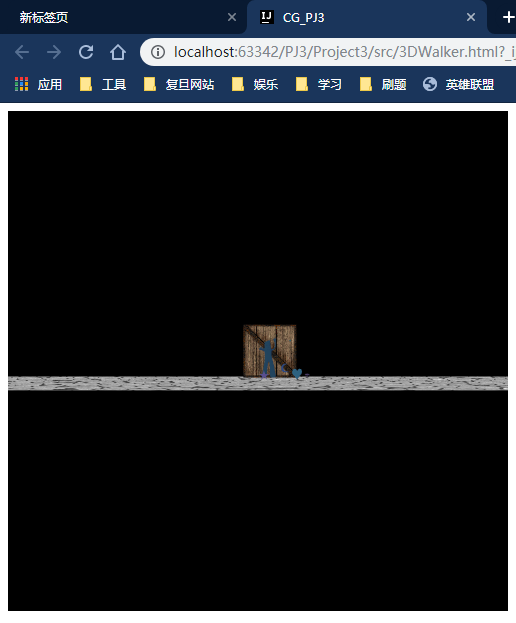 新标签页
CG_PJ3
localhost:63342/PJ3/Project3/src/3DWalker.html?_ij
应用 工具 复旦网站 娱乐 学习 刷题 英雄联盟